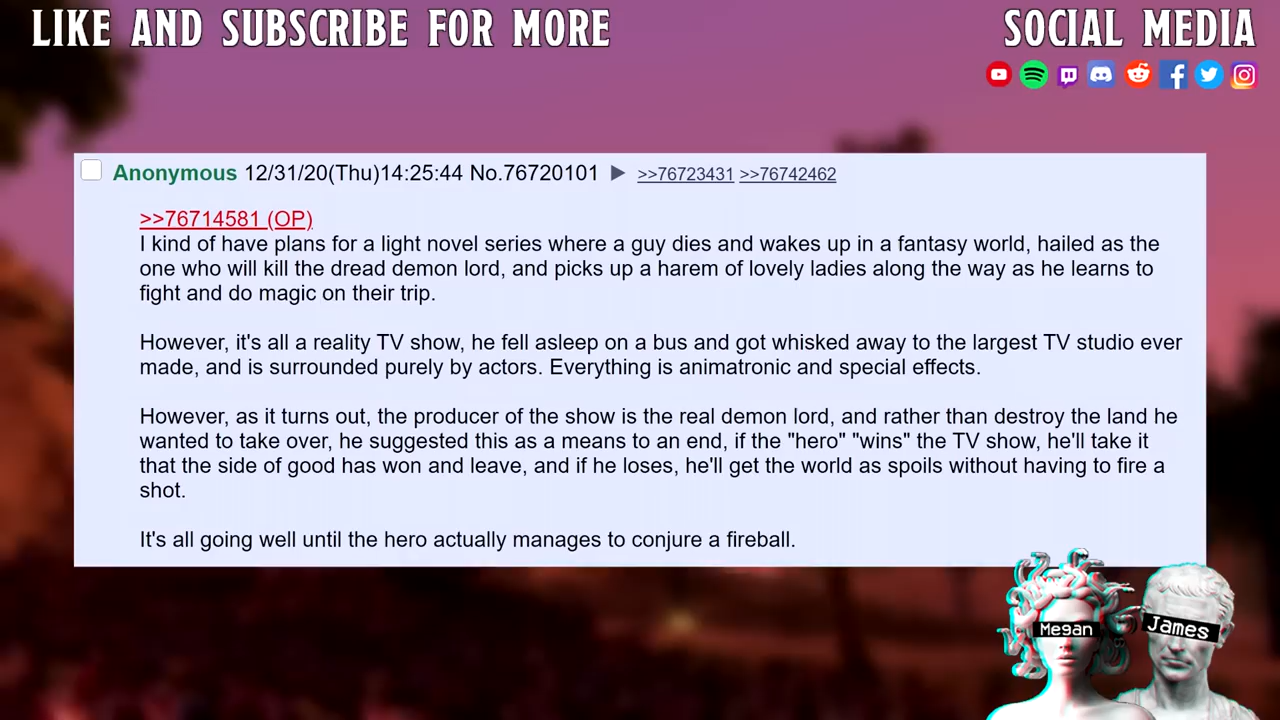 LIKE AND SUBSCRIBE FOR MORE
SOCIAL MEDIA
Anonymous 12/31/20(Thu)14:25:44 No.76720101 ▶ >>76723431 >>76742462
>>76714581 (OP)
I kind of have plans for a light novel series where a guy dies and wakes up in a fantasy world, hailed as the
one who will kill the dread demon lord, and picks up a harem of lovely ladies along the way as he learns to
fight and do magic on their trip.
However, it's all a reality TV show, he fell asleep on a bus and got whisked away to the largest TV studio ever
made, and is surrounded purely by actors. Everything is animatronic and special effects.
However, as it turns out, the producer of the show is the real demon lord, and rather than destroy the land he
wanted to take over, he suggested this as a means to an end, if the "hero" "wins" the TV show, he'll take it
that the side of good has won and leave, and if he loses, he'll get the world as spoils without having to fire a
shot.
It's all going well until the hero actually manages to conjure a fireball.
Megan
James